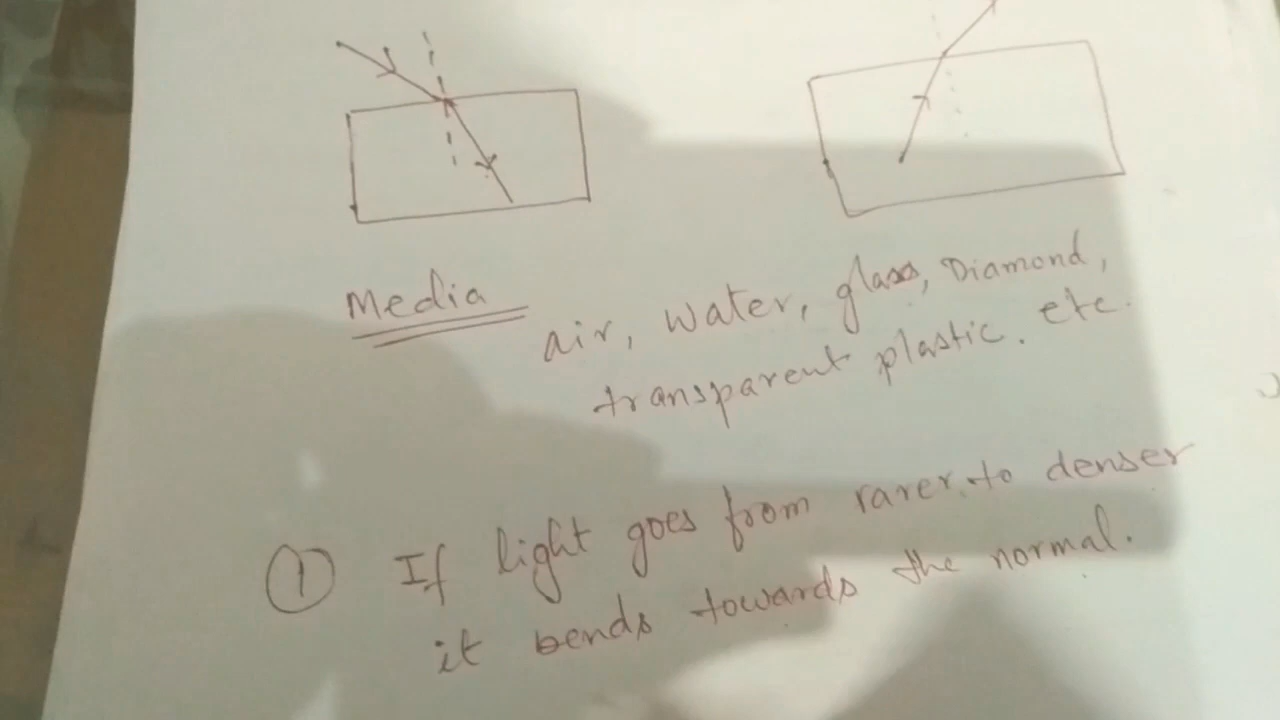 Media
air, water, glass, Diamond,
transparent plastic. etc.
① If light goes from rarer to denser
it bends towards the normal.